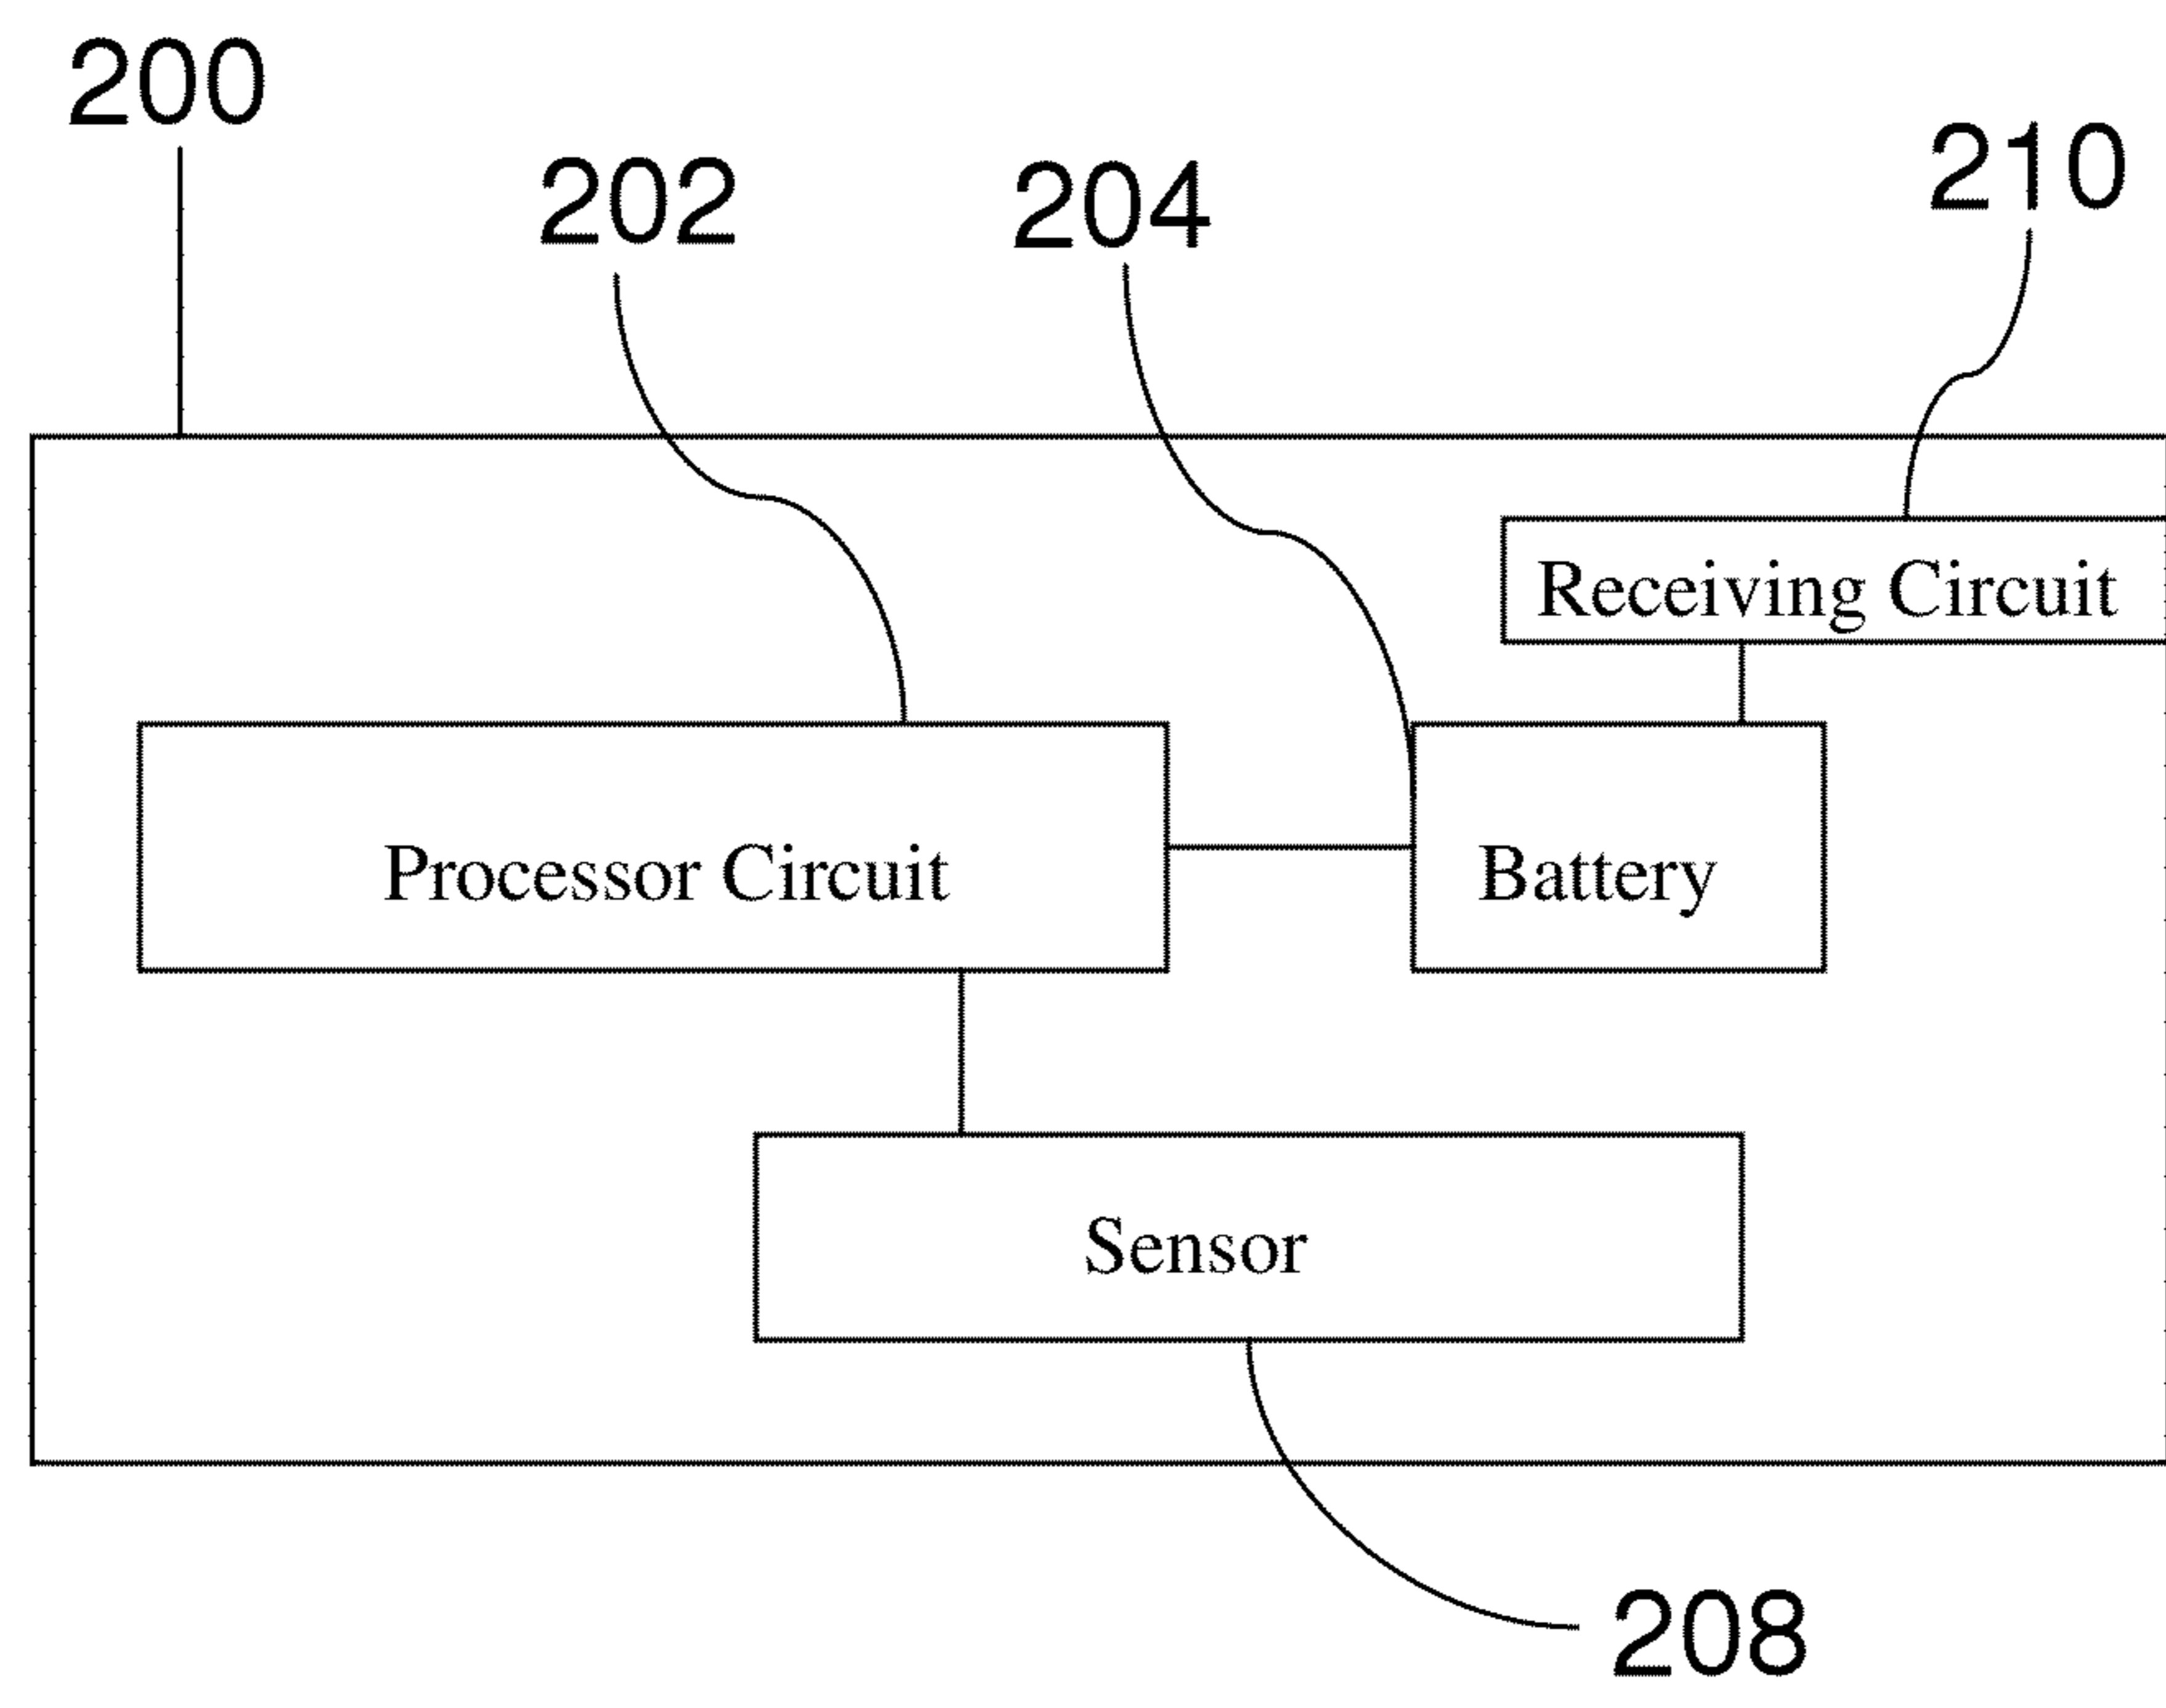 200
202
204
210
Receiving Circuit
Processor Circuit
Battery
Sensor
208